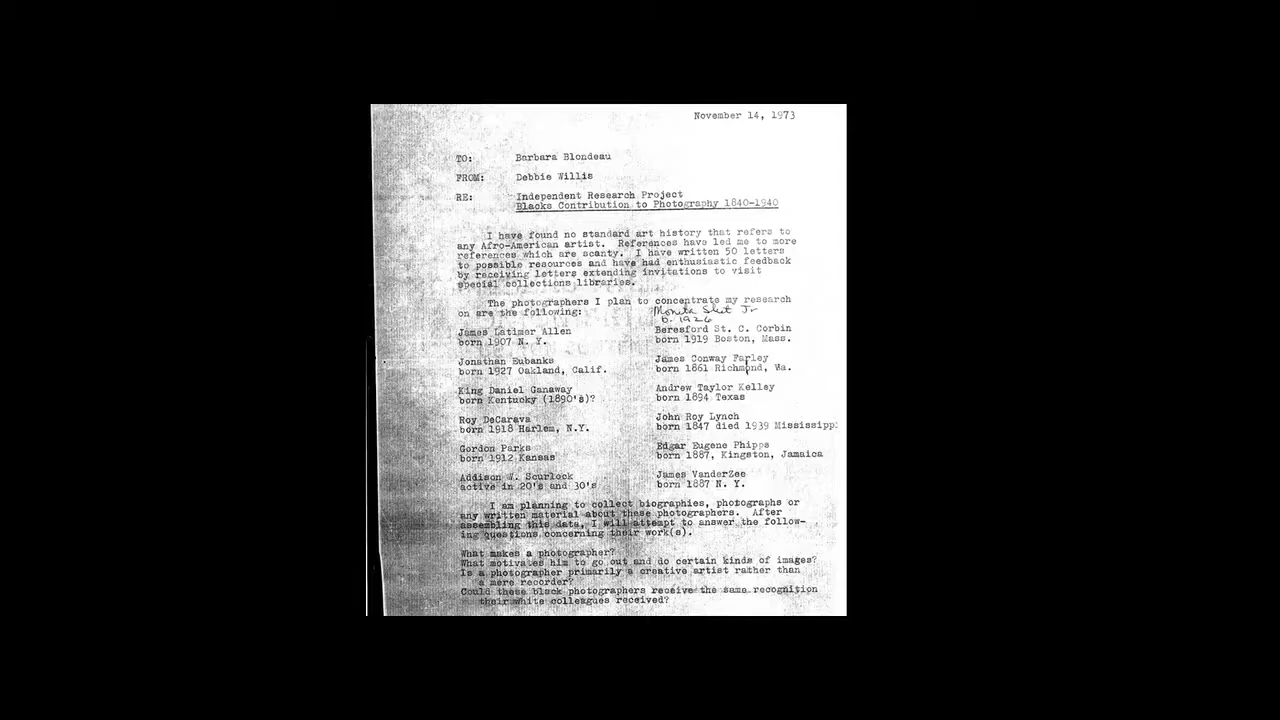 November 14, 1973
TO: Barbara Blondeau
FROM: Debbie Willis
RE: Independent Research Project
Blacks Contribution to Photography 1840-1940
I have found no standard art history that refers to
any Afro-American artist. References have led me to more
references which are scanty. I have written 50 letters
to possible resources and have had enthusiastic feedback
by receiving letters extending invitations to visit
special collections libraries.
The photographers I plan to concentrate my research
on are the following:
Moneta Sleet Jr
b. 1926
James Latimer Allen
born 1907 N. Y.
Beresford St. C. Corbin
born 1919 Boston, Mass.
Jonathan Eubanks
born 1927 Oakland, Calif.
James Conway Farley
born 1861 Richmond, Va.
King Daniel Ganaway
born Kentucky (1890's)?
Andrew Taylor Kelley
born 1894 Texas
Roy DeCarava
born 1918 Harlem, N.Y.
John Roy Lynch
born 1847 died 1939 Mississipp
Gordon Parks
born 1912 Kansas
Edgar Eugene Phipps
born 1887, Kingston, Jamaica
Addison W. Scurlock
active in 20's and 30's
James VanderZee
born 1887 N. Y.
I am planning to collect biographies, photographs or
any written material about these photographers. After
assembling this data, I will attempt to answer the follow-
ing questions concerning their work(s).
What makes a photographer?
What motivates him to go out and do certain kinds of images?
Is a photographer primarily a creative artist rather than
a mere recorder?
Could these black photographers receive the same recognition
their white colleagues received?